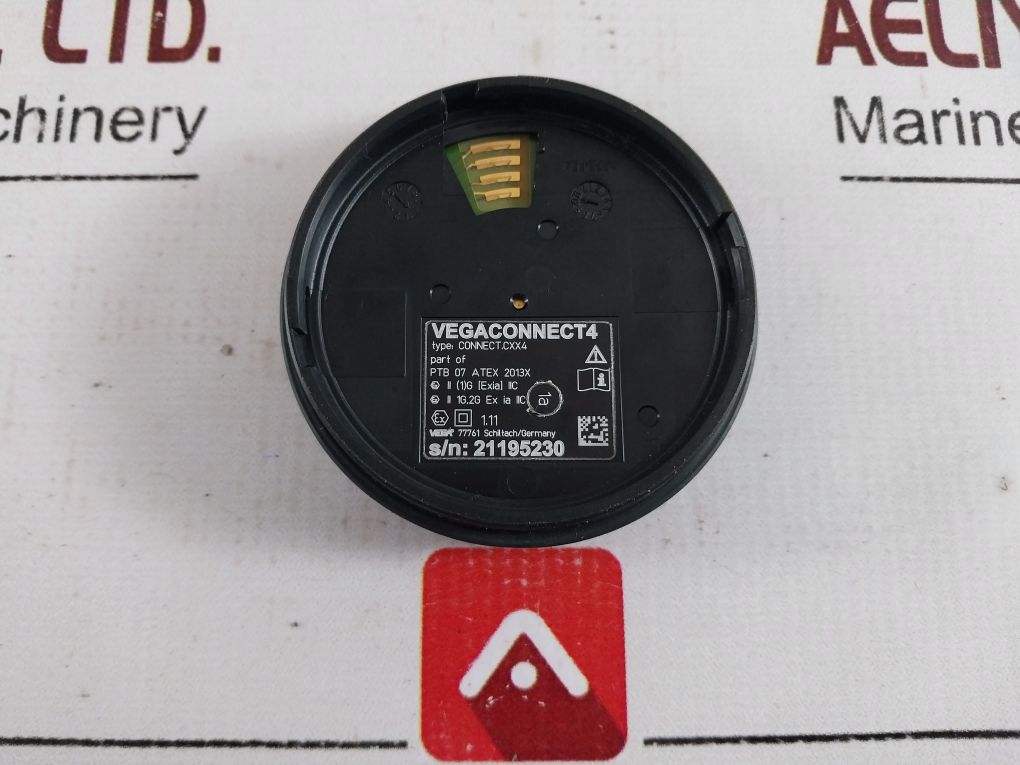 LTD.
chinery
AELI
Marine
VEGACONNECT4
type: CONNECT.CXX4
part of
PTB 07 ATEX 2013X
II (1)G [Exia] IIC
II 1G,2G Ex ia IIC
1.11
VEGA 77761 Schiltach/Germany
s/n: 21195230